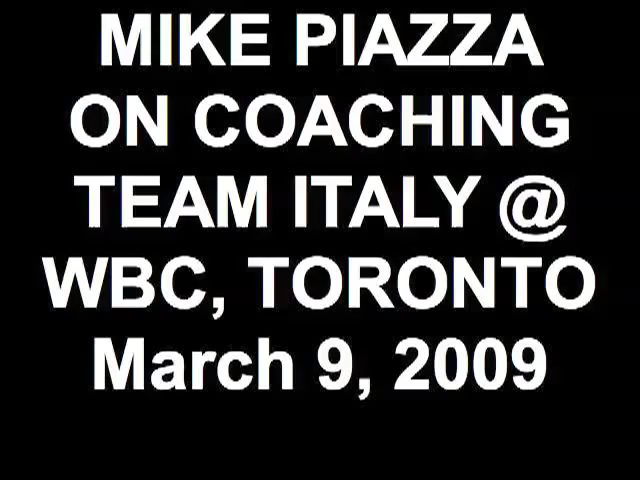 MIKE PIAZZA
ON COACHING
TEAM ITALY @
WBC, TORONTO
March 9, 2009